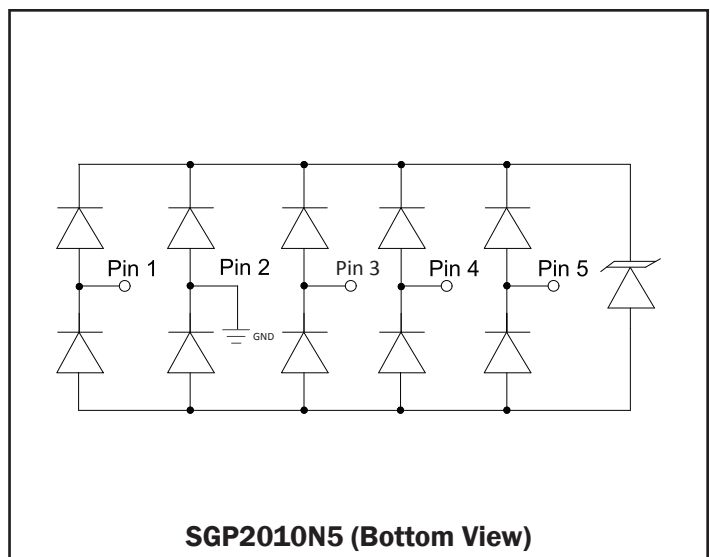 Pin 1
Pin 2
Pin 3
Pin 4
Pin 5
GND
SGP2010N5 (Bottom View)